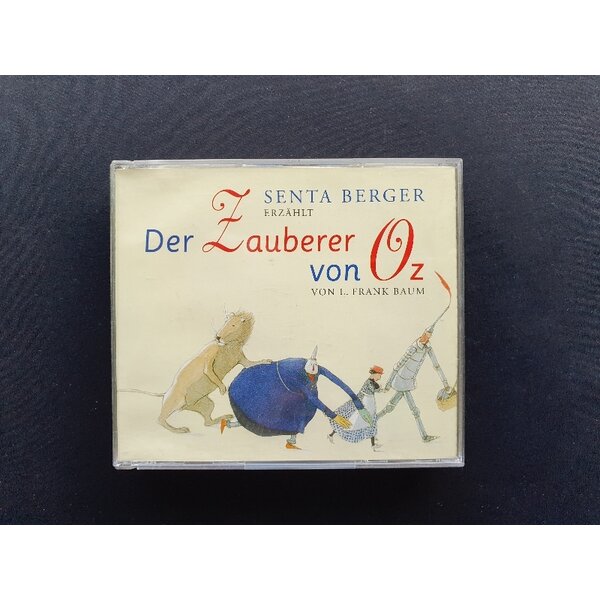 SENTA BERGER
ERZÄHLT
Der Zauberer
von Oz
VON L. FRANK BAUM